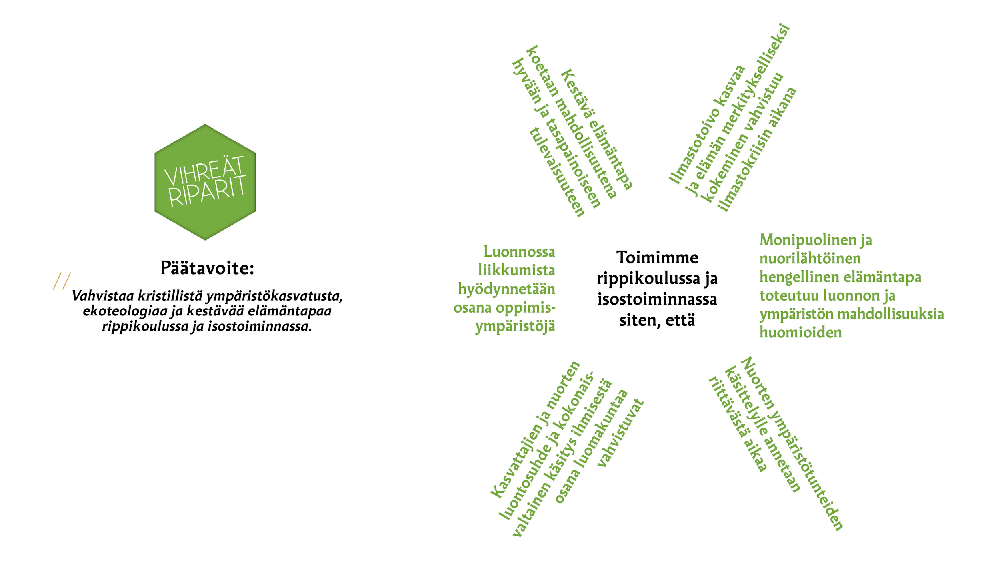 VIHREÄT
RIPARIT
Päätavoite:
Vahvistaa kristillistä ympäristökasvatusta,
ekoteologiaa ja kestävää elämäntapaa
rippikoulussa ja isostoiminnassa.
Toimimme
rippikoulussa ja
isostoiminnassa
siten, että
Kestävä elämäntapa
koetaan mahdollisuutena
hyvään ja tasapainoiseen
tulevaisuuteen
Ilmastotoivo kasvaa
ja elämän merkitykselliseksi
kokeminen vahvistuu
ilmastokriisin aikana
Monipuolinen ja
nuorilähtöinen
hengellinen elämäntapa
toteutuu luonnon ja
ympäristön mahdollisuuksia
huomioiden
Nuorten ympäristötunteiden
käsittelylle annetaan
riittävästä aikaa
Kasvattajien ja nuorten
luontosuhde ja kokonais-
valtainen käsitys ihmisestä
osana luomakuntaa
vahvistuvat
Luonnossa
liikkumista
hyödynnetään
osana oppimis-
ympäristöjä